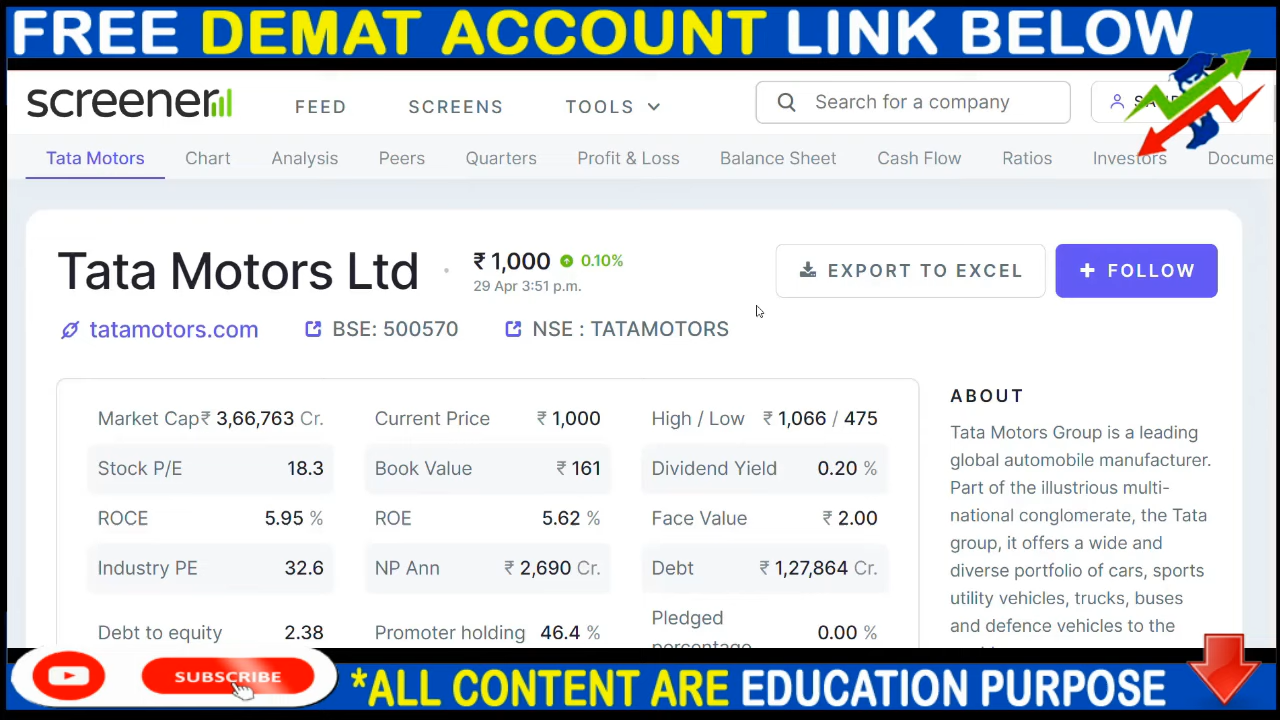 FREE DEMAT ACCOUNT LINK BELOW
screener
FEED SCREENS TOOLS
Search for a company
Tata Motors Chart Analysis Peers Quarters Profit & Loss Balance Sheet Cash Flow Ratios Investors Docume
Tata Motors Ltd
₹ 1,000 0.10%
29 Apr 3:51 p.m.
EXPORT TO EXCEL
+ FOLLOW
tatamotors.com BSE: 500570 NSE : TATAMOTORS
Market Cap ₹ 3,66,763 Cr. Current Price ₹ 1,000 High / Low ₹ 1,066 / 475
Stock P/E 18.3 Book Value ₹ 161 Dividend Yield 0.20 %
ROCE 5.95 % ROE 5.62 % Face Value ₹ 2.00
Industry PE 32.6 NP Ann ₹ 2,690 Cr. Debt ₹ 1,27,864 Cr.
Debt to equity 2.38 Promoter holding 46.4 % Pledged percentage 0.00 %
ABOUT
Tata Motors Group is a leading
global automobile manufacturer.
Part of the illustrious multi-
national conglomerate, the Tata
group, it offers a wide and
diverse portfolio of cars, sports
utility vehicles, trucks, buses
and defence vehicles to the
SUBSCRIBE
*ALL CONTENT ARE EDUCATION PURPOSE